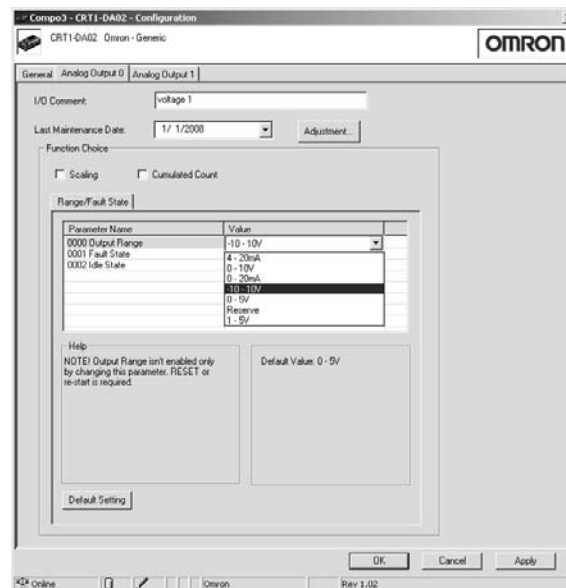 Compo3 - CRT1-DA02 - Configuration
CRT1-DA02 Omron - Generic
OMRON
General Analog Output 0 Analog Output 1
I/O Comment: voltage 1
Last Maintenance Date: 1/ 1/2008 Adjustment...
Function Choice
Scaling Cumulated Count
Range/Fault State
Parameter Name Value
0000 Output Range -10 - 10V
0001 Fault State 4 - 20mA
0002 Idle State 0 - 10V
0 - 20mA
-10 - 10V
0 - 5V
Reserve
1 - 5V
Help
NOTE! Output Range isn't enabled only
by changing this parameter. RESET or
re-start is required.
Default Value: 0 - 5V
Default Setting
OK Cancel Apply
Online Omron Rev 1.02